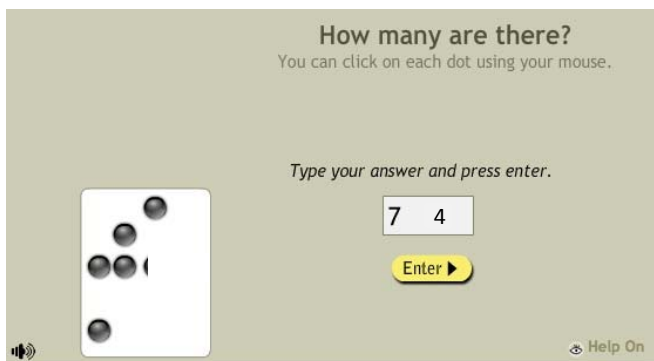 How many are there?
You can click on each dot using your mouse.
Type your answer and press enter.
7 4
Enter
Help On